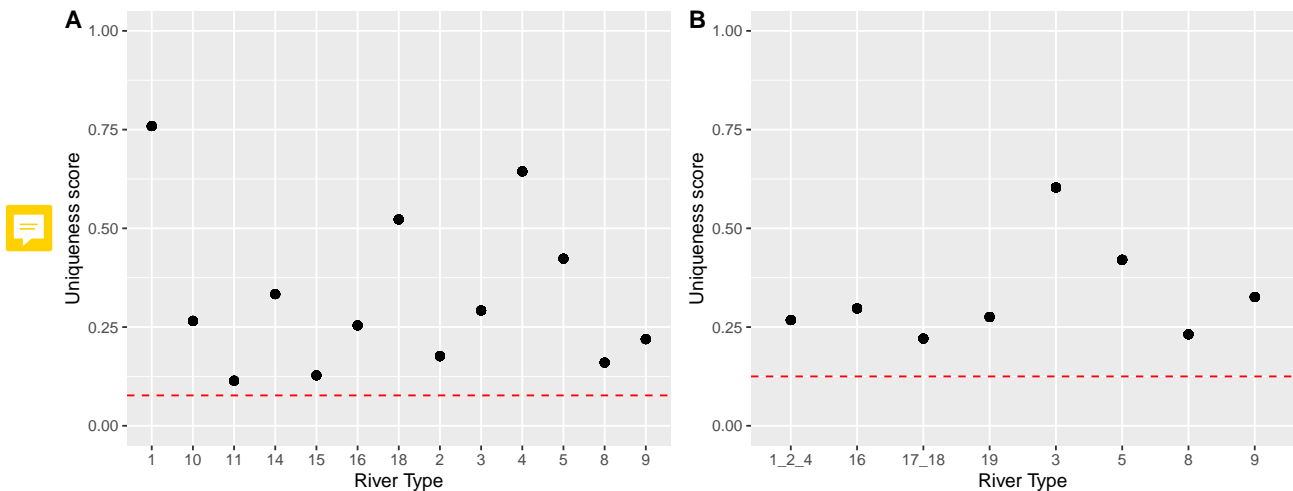 A
Uniqueness score
1.00
0.75
0.50
0.25
0.00
1 10 11 14 15 16 18 2 3 4 5 8 9
River Type
B
Uniqueness score
1.00
0.75
0.50
0.25
0.00
1_2_4 16 17_18 19 3 5 8 9
River Type